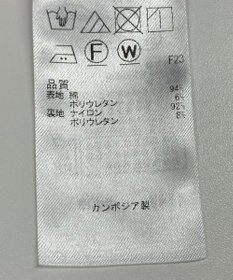 F W
F23
品質
94%
表地 綿 6%
ポリウレタン 92%
裏地 ナイロン 8%
ポリウレタン
カンボジア製